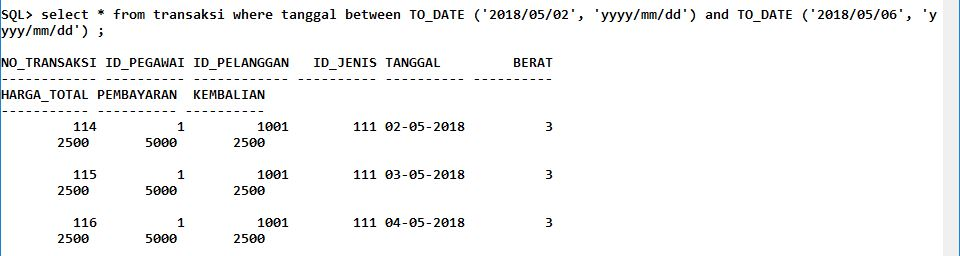 SQL> select * from transaksi where tanggal between TO_DATE ('2018/05/02', 'yyyy/mm/dd') and TO_DATE ('2018/05/06', 'y
yyy/mm/dd') ;
NO_TRANSAKSI ID_PEGAWAI ID_PELANGGAN   ID_JENIS TANGGAL         BERAT
------------ ---------- ------------ ---------- ---------- ----------
HARGA_TOTAL PEMBAYARAN  KEMBALIAN
----------- ---------- ----------
         114          1         1001        111 02-05-2018          3
       2500       5000       2500
         115          1         1001        111 03-05-2018          3
       2500       5000       2500
         116          1         1001        111 04-05-2018          3
       2500       5000       2500